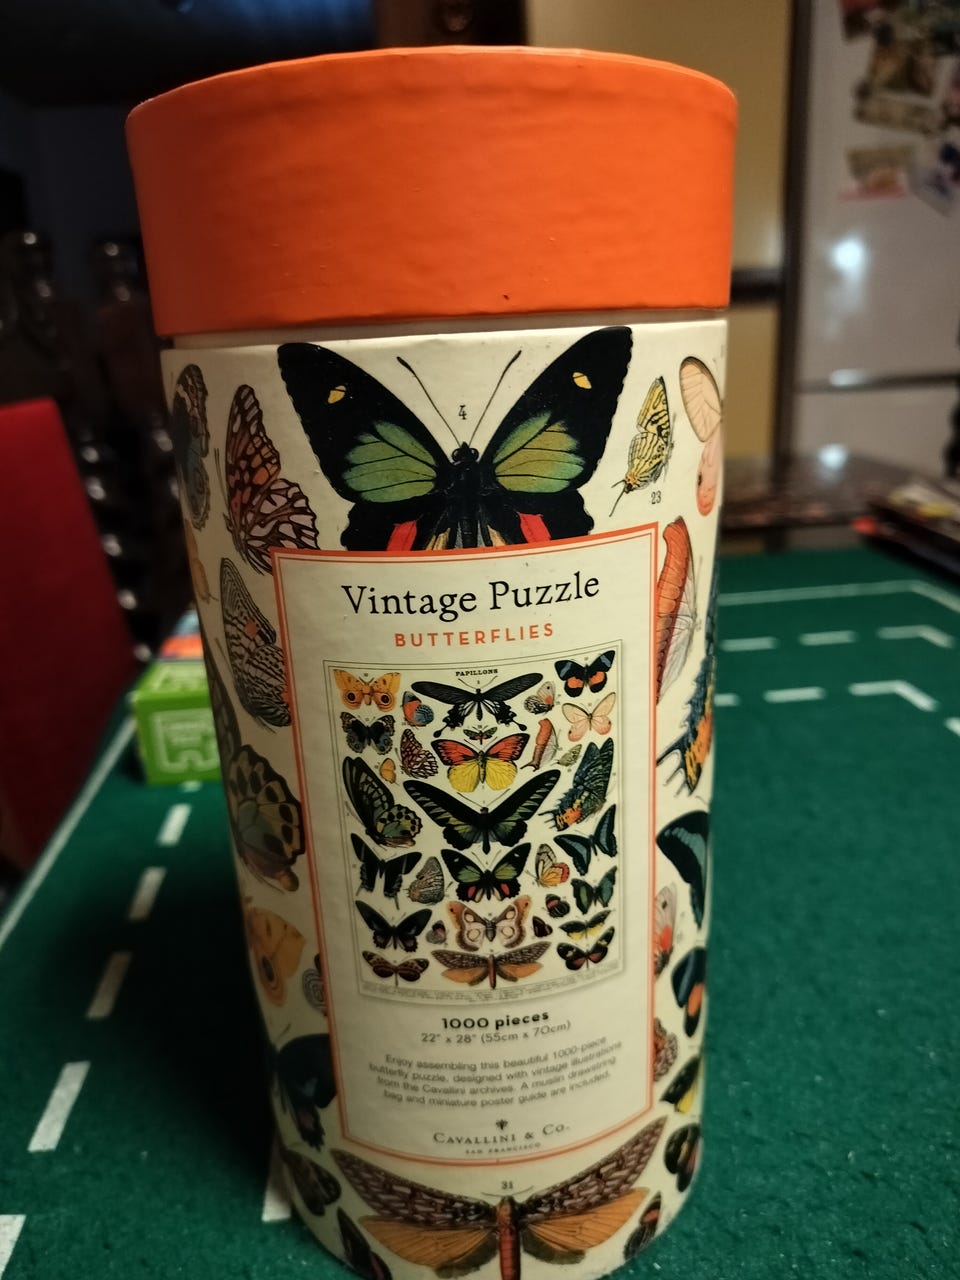 4
23
Vintage Puzzle
BUTTERFLIES
PAPILLONS
1000 pieces
22" x 28" (55cm x 70cm)
Enjoy assembling this beautiful 1000-piece
butterfly puzzle, designed with vintage illustrations
from the Cavallini archives. A muslin drawstring
bag and miniature poster guide are included.
CAVALLINI & Co.
SAN FRANCISCO
31